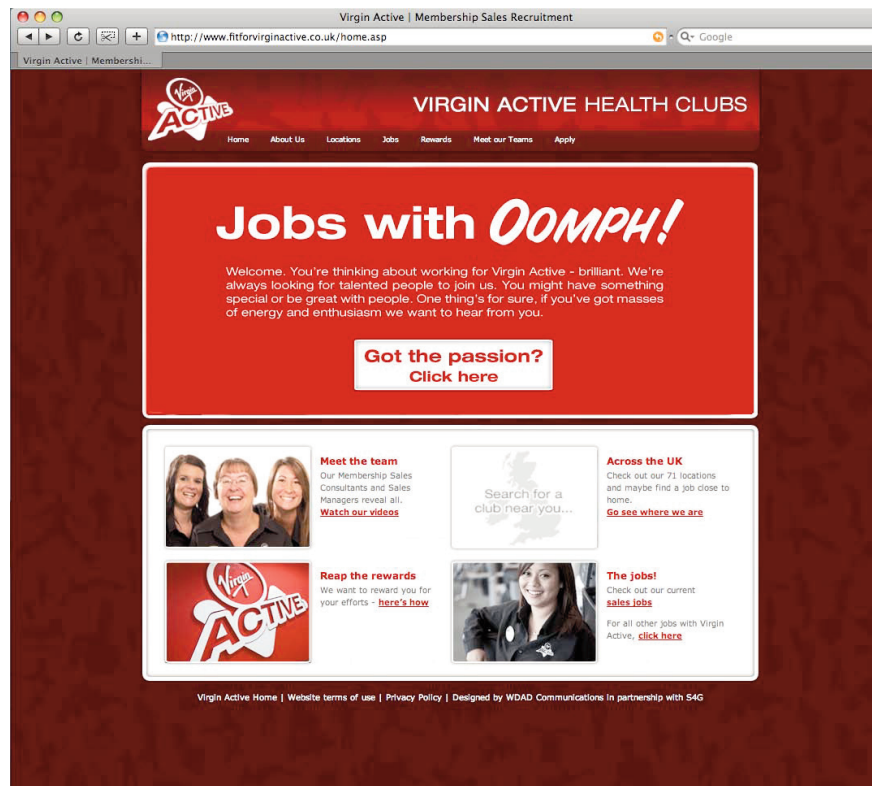 Virgin Active | Membership Sales Recruitment
http://www.fitforvirginactive.co.uk/home.asp
Google
Virgin Active | Membershi...
Virgin
ACTIVE
VIRGIN ACTIVE HEALTH CLUBS
Home About Us Locations Jobs Rewards Meet our Teams Apply
Jobs with OOMPH!
Welcome. You're thinking about working for Virgin Active - brilliant. We're
always looking for talented people to join us. You might have something
special or be great with people. One thing's for sure, if you've got masses
of energy and enthusiasm we want to hear from you.
Got the passion?
Click here
Meet the team
Our Membership Sales
Consultants and Sales
Managers reveal all.
Watch our videos
Search for a
club near you...
Across the UK
Check out our 71 locations
and maybe find a job close to
home.
Go see where we are
Virgin
ACTIVE
Reap the rewards
We want to reward you for
your efforts - here's how
The jobs!
Check out our current
sales jobs
For all other jobs with Virgin
Active, click here
Virgin Active Home | Website terms of use | Privacy Policy | Designed by WDAD Communications in partnership with S4G